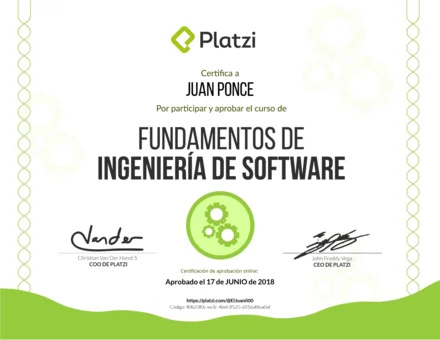 Platzi
Certifica a
JUAN PONCE
Por participar y aprobar el curso de
FUNDAMENTOS DE
INGENIERÍA DE SOFTWARE
Christian Van Der Henst S
COO DE PLATZI
John Freddy Vega
CEO DE PLATZI
Certificación de aprobación online:
Aprobado el 17 de JUNIO de 2018
Código: